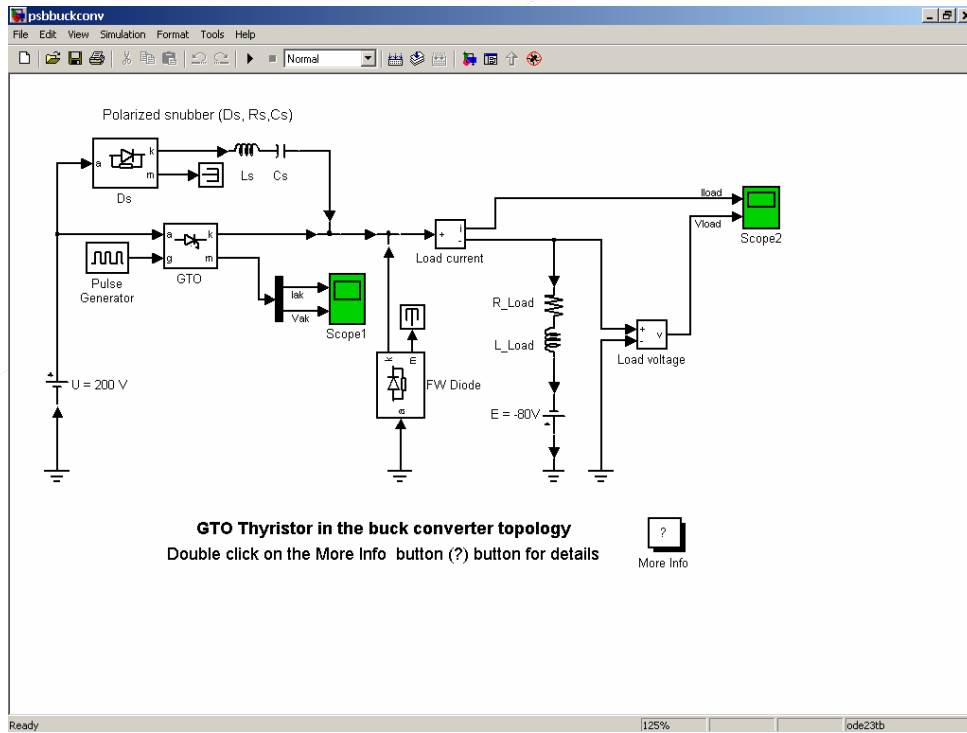 psbbuckconv
File Edit View Simulation Format Tools Help
Normal
Polarized snubber (Ds, Rs,Cs)
a
k
m
Ds
Ls
Cs
a
k
g
m
GTO
Pulse
Generator
Iak
Vak
Scope1
+
i
-
Load current
Iload
Vload
Scope2
R_Load
L_Load
+
-
v
Load voltage
k
m
a
FW Diode
+
U = 200 V
E = -80V
+
GTO Thyristor in the buck converter topology
Double click on the More Info button (?) button for details
?
More Info
Ready 125% ode23tb